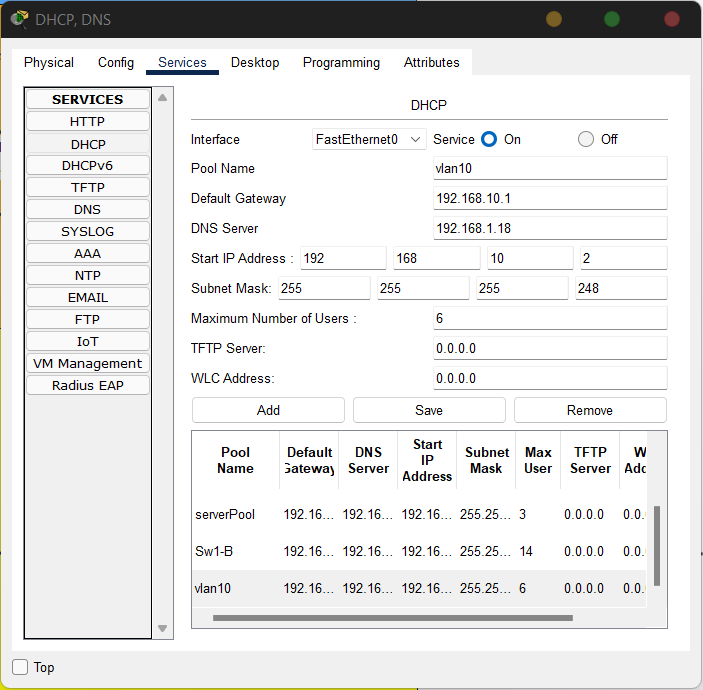 DHCP, DNS
Physical Config Services Desktop Programming Attributes
SERVICES
HTTP
DHCP
DHCPv6
TFTP
DNS
SYSLOG
AAA
NTP
EMAIL
FTP
IoT
VM Management
Radius EAP
DHCP
Interface FastEthernet0 Service On Off
Pool Name vlan10
Default Gateway 192.168.10.1
DNS Server 192.168.1.18
Start IP Address : 192 168 10 2
Subnet Mask: 255 255 255 248
Maximum Number of Users : 6
TFTP Server: 0.0.0.0
WLC Address: 0.0.0.0
Add Save Remove
Pool Name Default Gateway DNS Server Start IP Address Subnet Mask Max User TFTP Server
serverPool 192.16... 192.16... 192.16... 255.25... 3 0.0.0.0 0.0.
Sw1-B 192.16... 192.16... 192.16... 255.25... 14 0.0.0.0 0.0.
vlan10 192.16... 192.16... 192.16... 255.25... 6 0.0.0.0 0.0.
Top